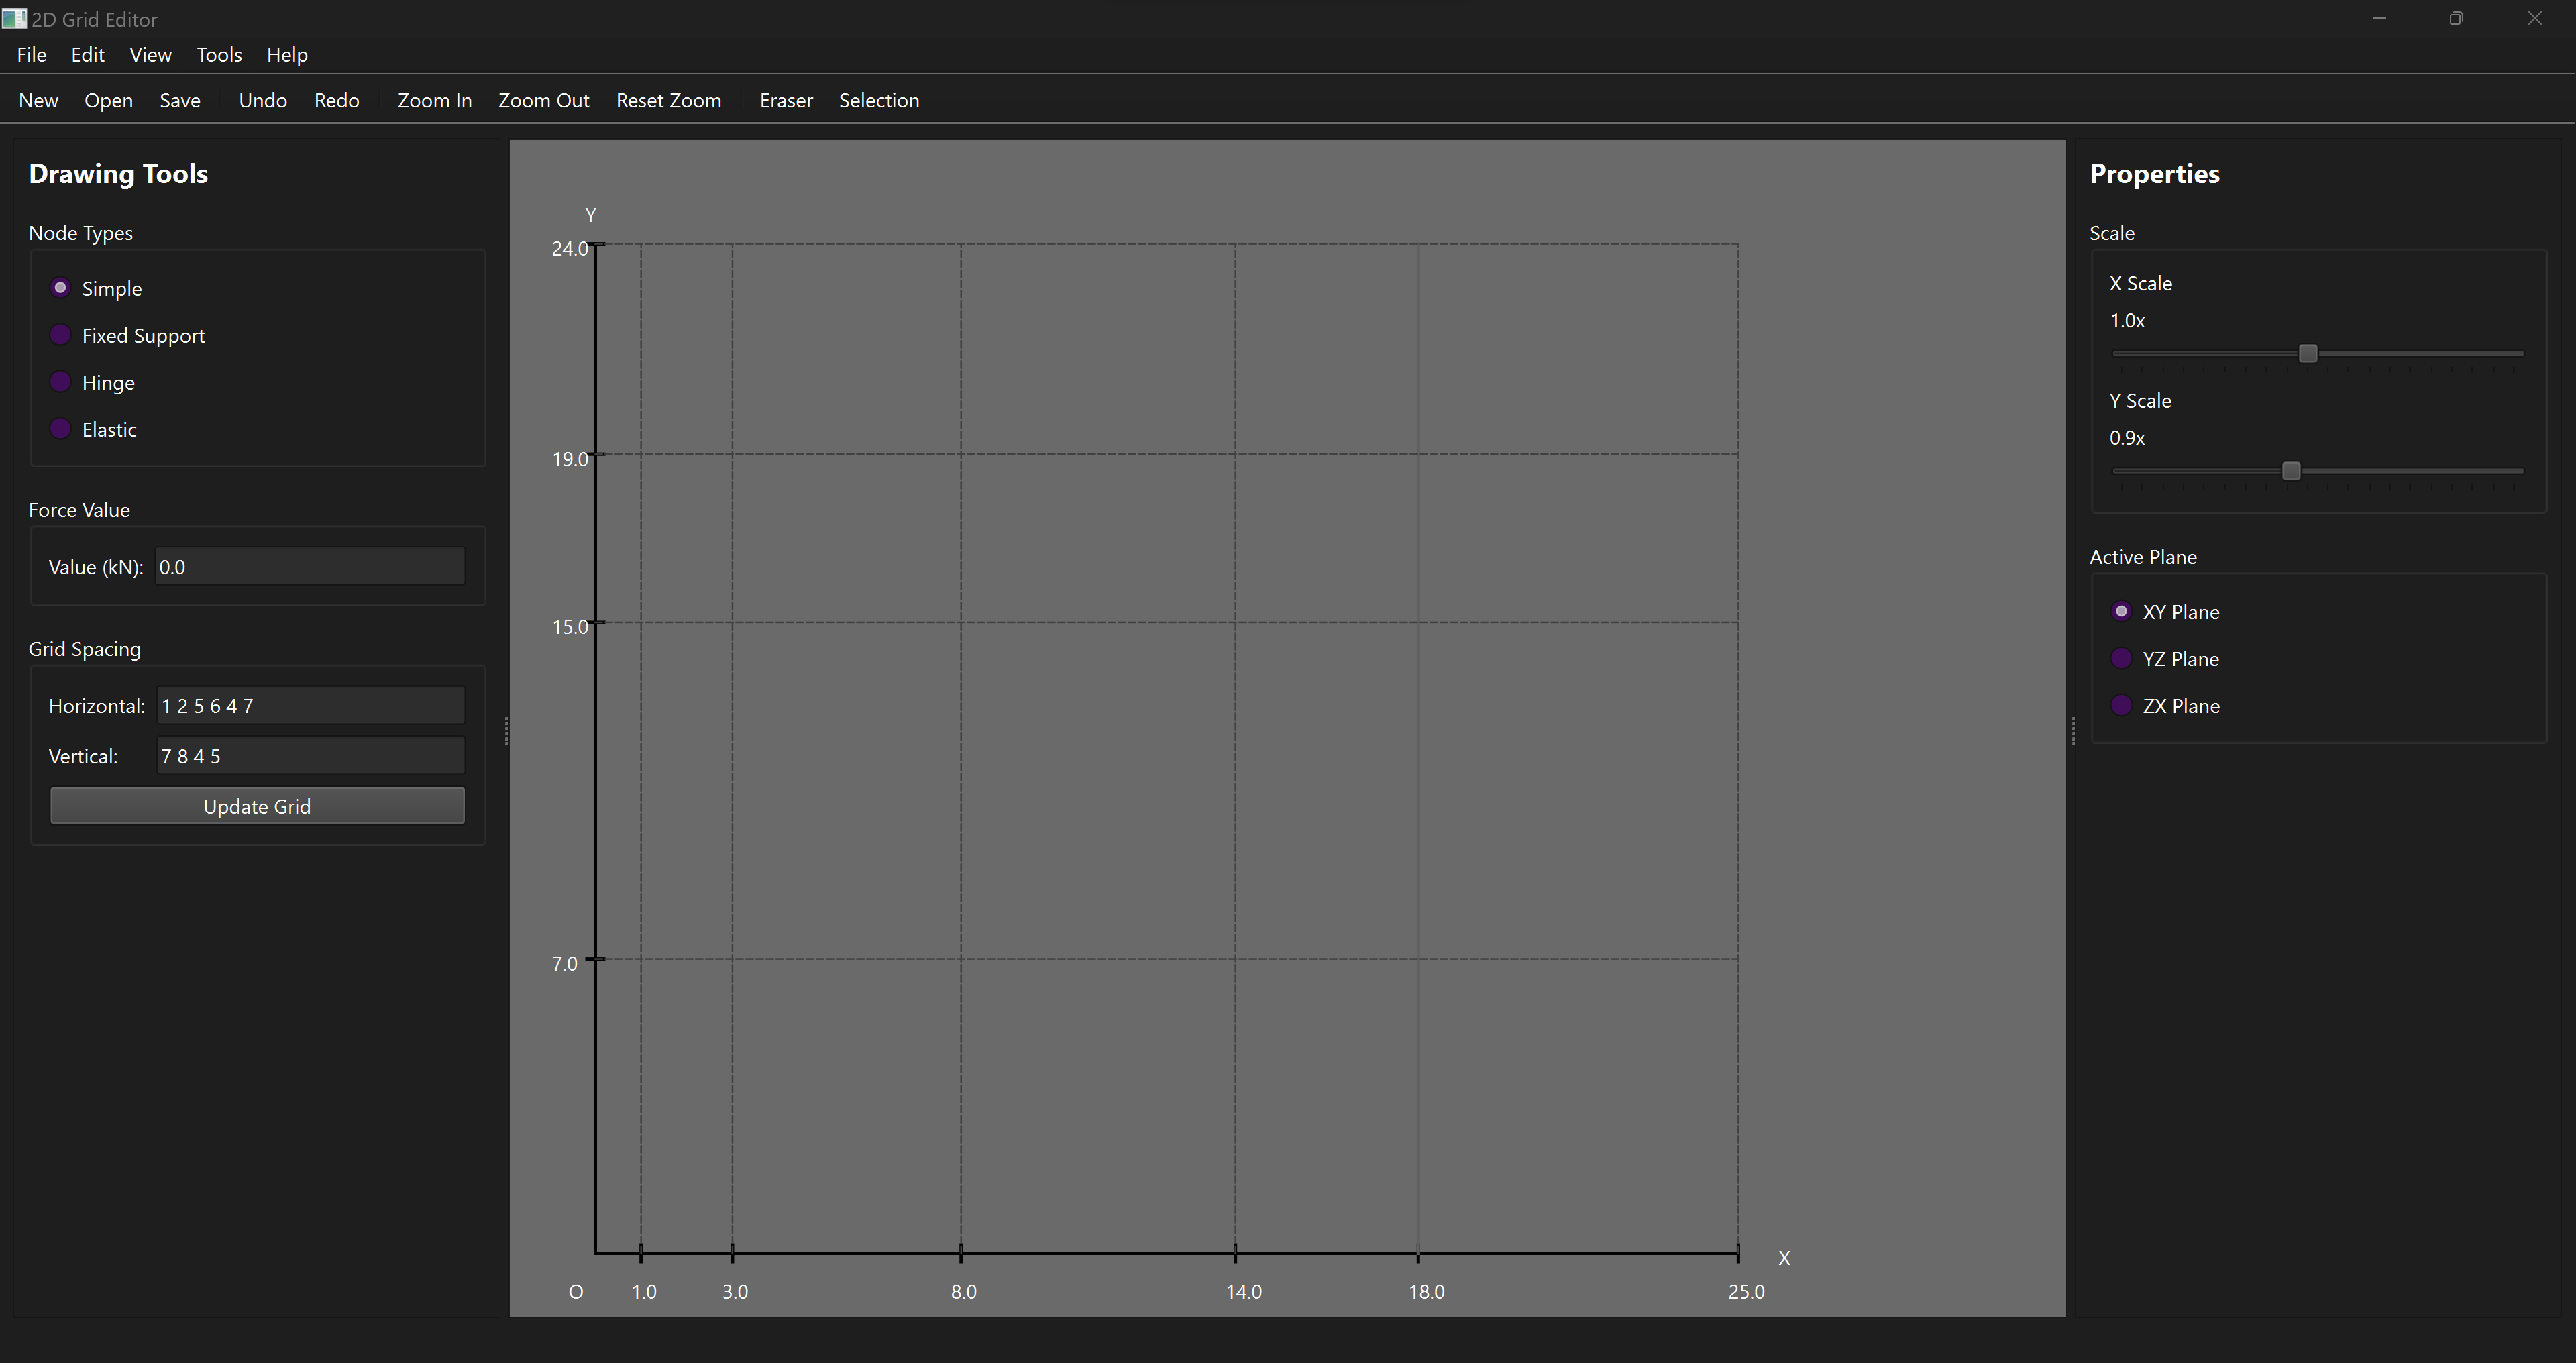 2D Grid Editor
File Edit View Tools Help
New Open Save Undo Redo Zoom In Zoom Out Reset Zoom Eraser Selection
Drawing Tools
Node Types
Simple
Fixed Support
Hinge
Elastic
Force Value
Value (kN): 0.0
Grid Spacing
Horizontal: 1 2 5 6 4 7
Vertical: 7 8 4 5
Update Grid
Y
24.0
19.0
15.0
7.0
X
O 1.0 3.0 8.0 14.0 18.0 25.0
Properties
Scale
X Scale
1.0x
Y Scale
0.9x
Active Plane
XY Plane
YZ Plane
ZX Plane